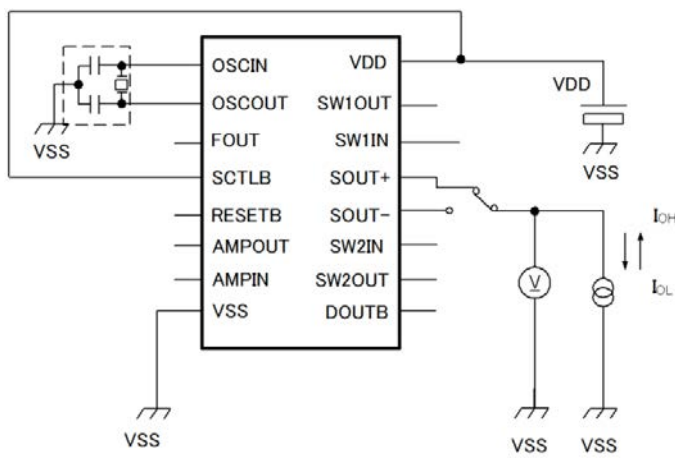 OSCIN VDD
VDD
OSCOUT SW1OUT
FOUT SW1IN
VSS
VSS
SCTLB SOUT+
RESETB SOUT-
IOH
AMPOUT SW2IN
AMPIN SW2OUT
V
IOL
VSS DOUTB
VSS
VSS VSS